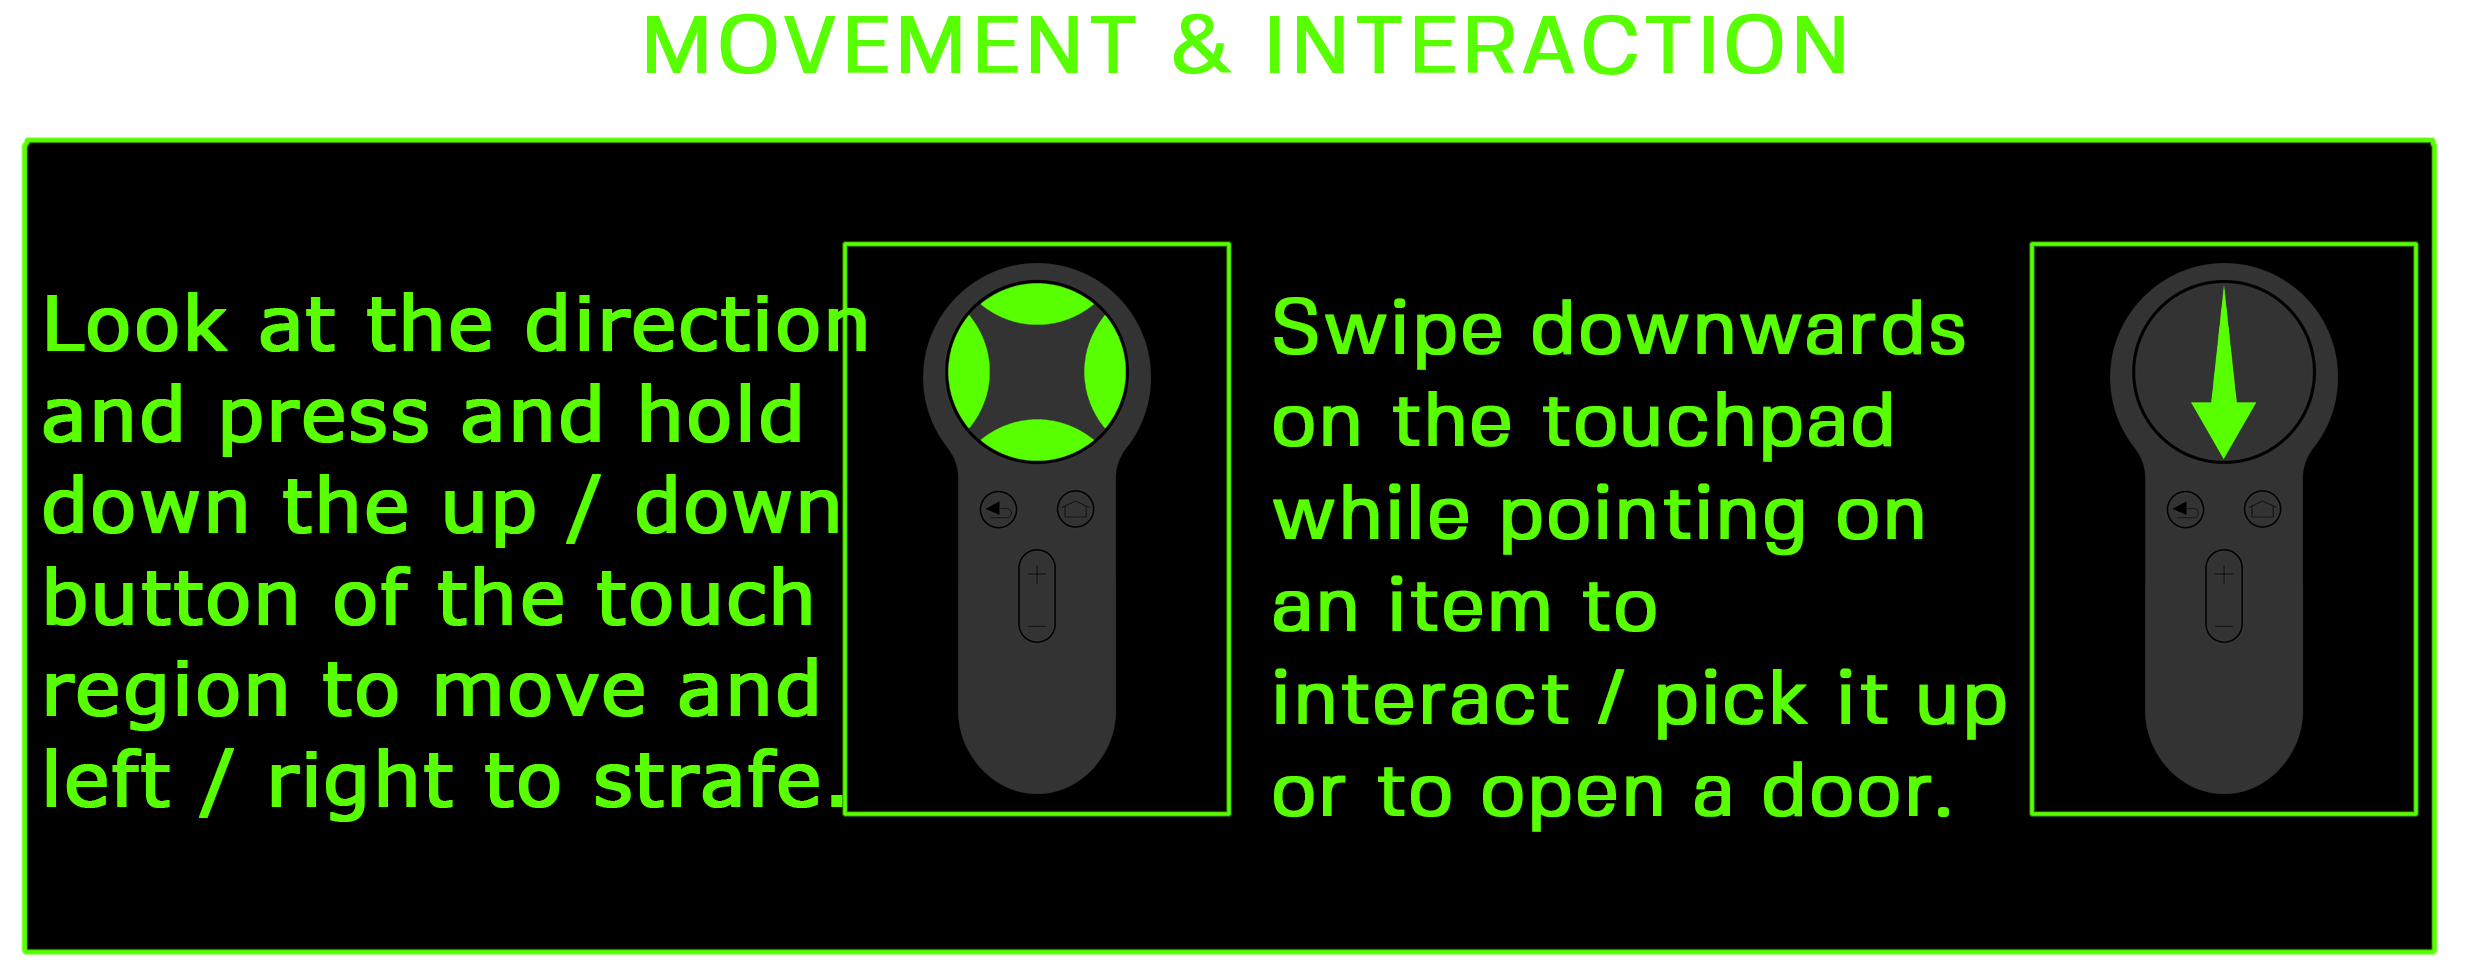 MOVEMENT & INTERACTION
Look at the direction
and press and hold
down the up / down
button of the touch
region to move and
left / right to strafe.
Swipe downwards
on the touchpad
while pointing on
an item to
interact / pick it up
or to open a door.